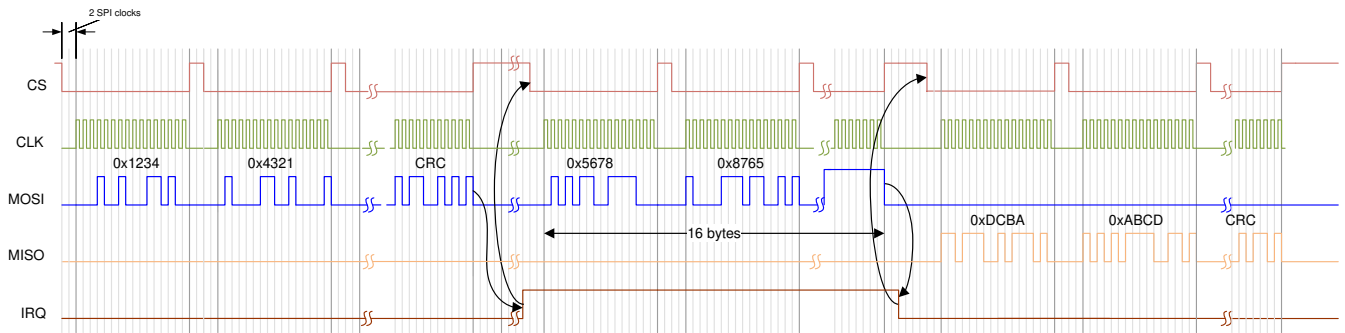 2 SPI clocks
CS
CLK
0x1234 0x4321 CRC 0x5678 0x8765
MOSI
0xDCBA 0xABCD CRC
16 bytes
MISO
IRQ